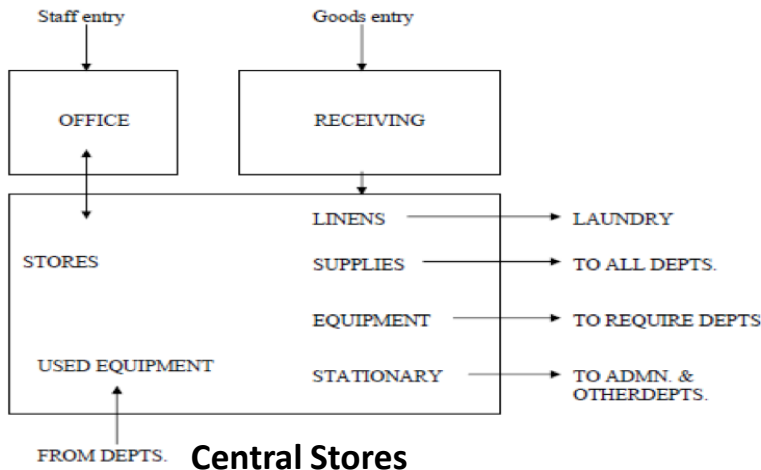 Staff entry
Goods entry
OFFICE
RECEIVING
LINENS
LAUNDRY
STORES
SUPPLIES
TO ALL DEPTS.
EQUIPMENT
TO REQUIRE DEPTS
USED EQUIPMENT
STATIONARY
TO ADMN. &
OTHERDEPTS.
FROM DEPTS.
Central Stores